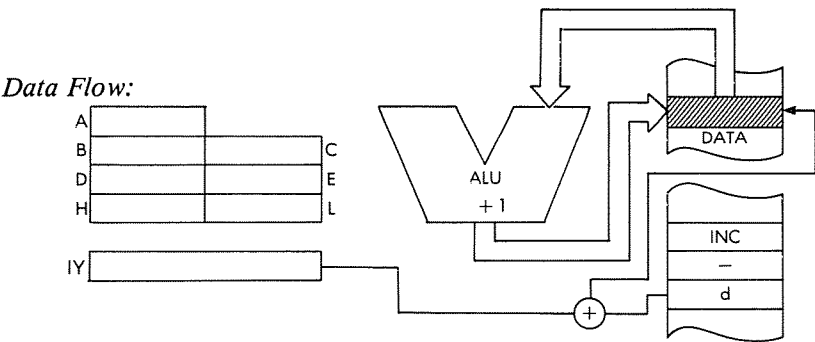 Data Flow:
A
B C
D E
H L
IY
ALU
+ 1
DATA
INC
—
d
+